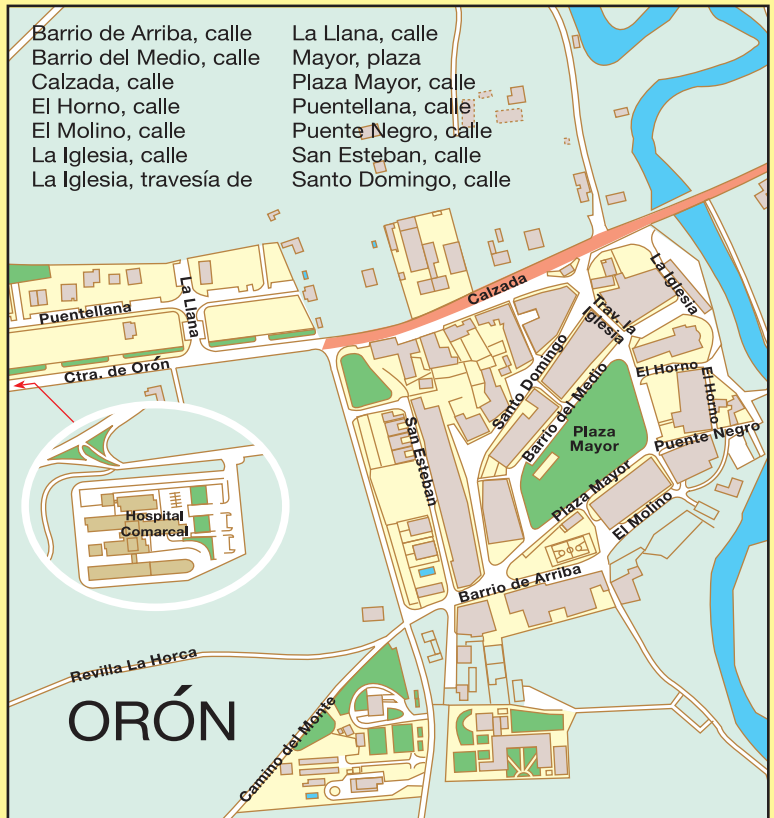 Barrio de Arriba, calle
Barrio del Medio, calle
Calzada, calle
El Horno, calle
El Molino, calle
La Iglesia, calle
La Iglesia, travesía de
La Llana, calle
Mayor, plaza
Plaza Mayor, calle
Puentellana, calle
Puente Negro, calle
San Esteban, calle
Santo Domingo, calle
La Iglesia
La Llana
Calzada
Puentellana
Trav. la
Iglesia
Ctra. de Orón
Santo Domingo
Barrio del Medio
El Horno
El Horno
San Esteban
Plaza
Mayor
Puente Negro
Plaza Mayor
El Molino
Hospital
Comarcal
Barrio de Arriba
Revilla La Horca
ORÓN
Camino del Monte